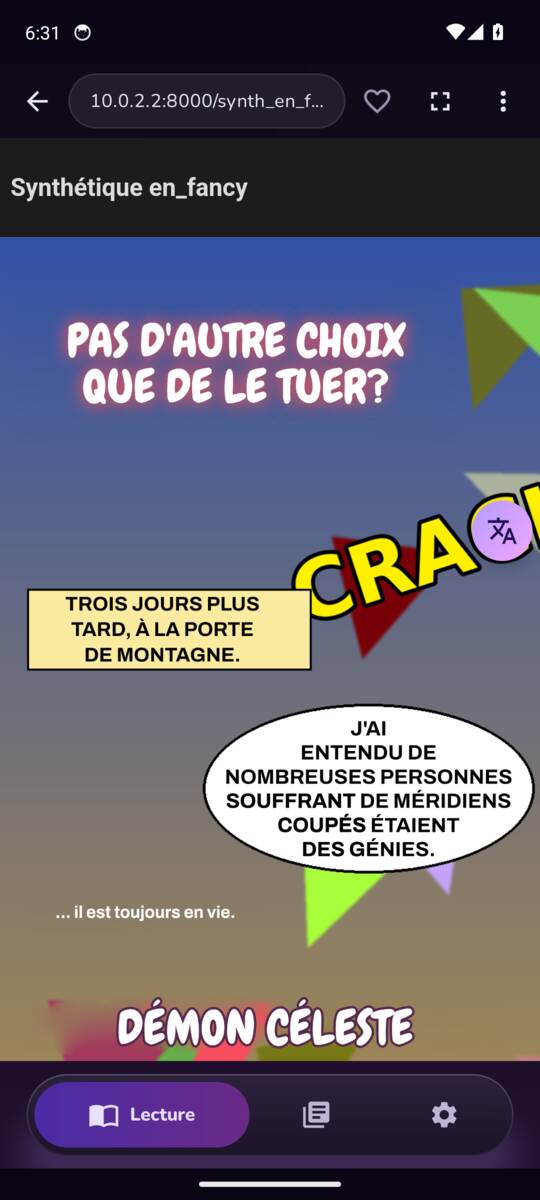 6:31
10.0.2.2:8000/synth_en_f...
Synthétique en_fancy
PAS D'AUTRE CHOIX
QUE DE LE TUER?
TROIS JOURS PLUS
TARD, À LA PORTE
DE MONTAGNE.
J'AI
ENTENDU DE
NOMBREUSES PERSONNES
SOUFFRANT DE MÉRIDIENS
COUPÉS ÉTAIENT
DES GÉNIES.
... il est toujours en vie.
DÉMON CÉLESTE
Lecture